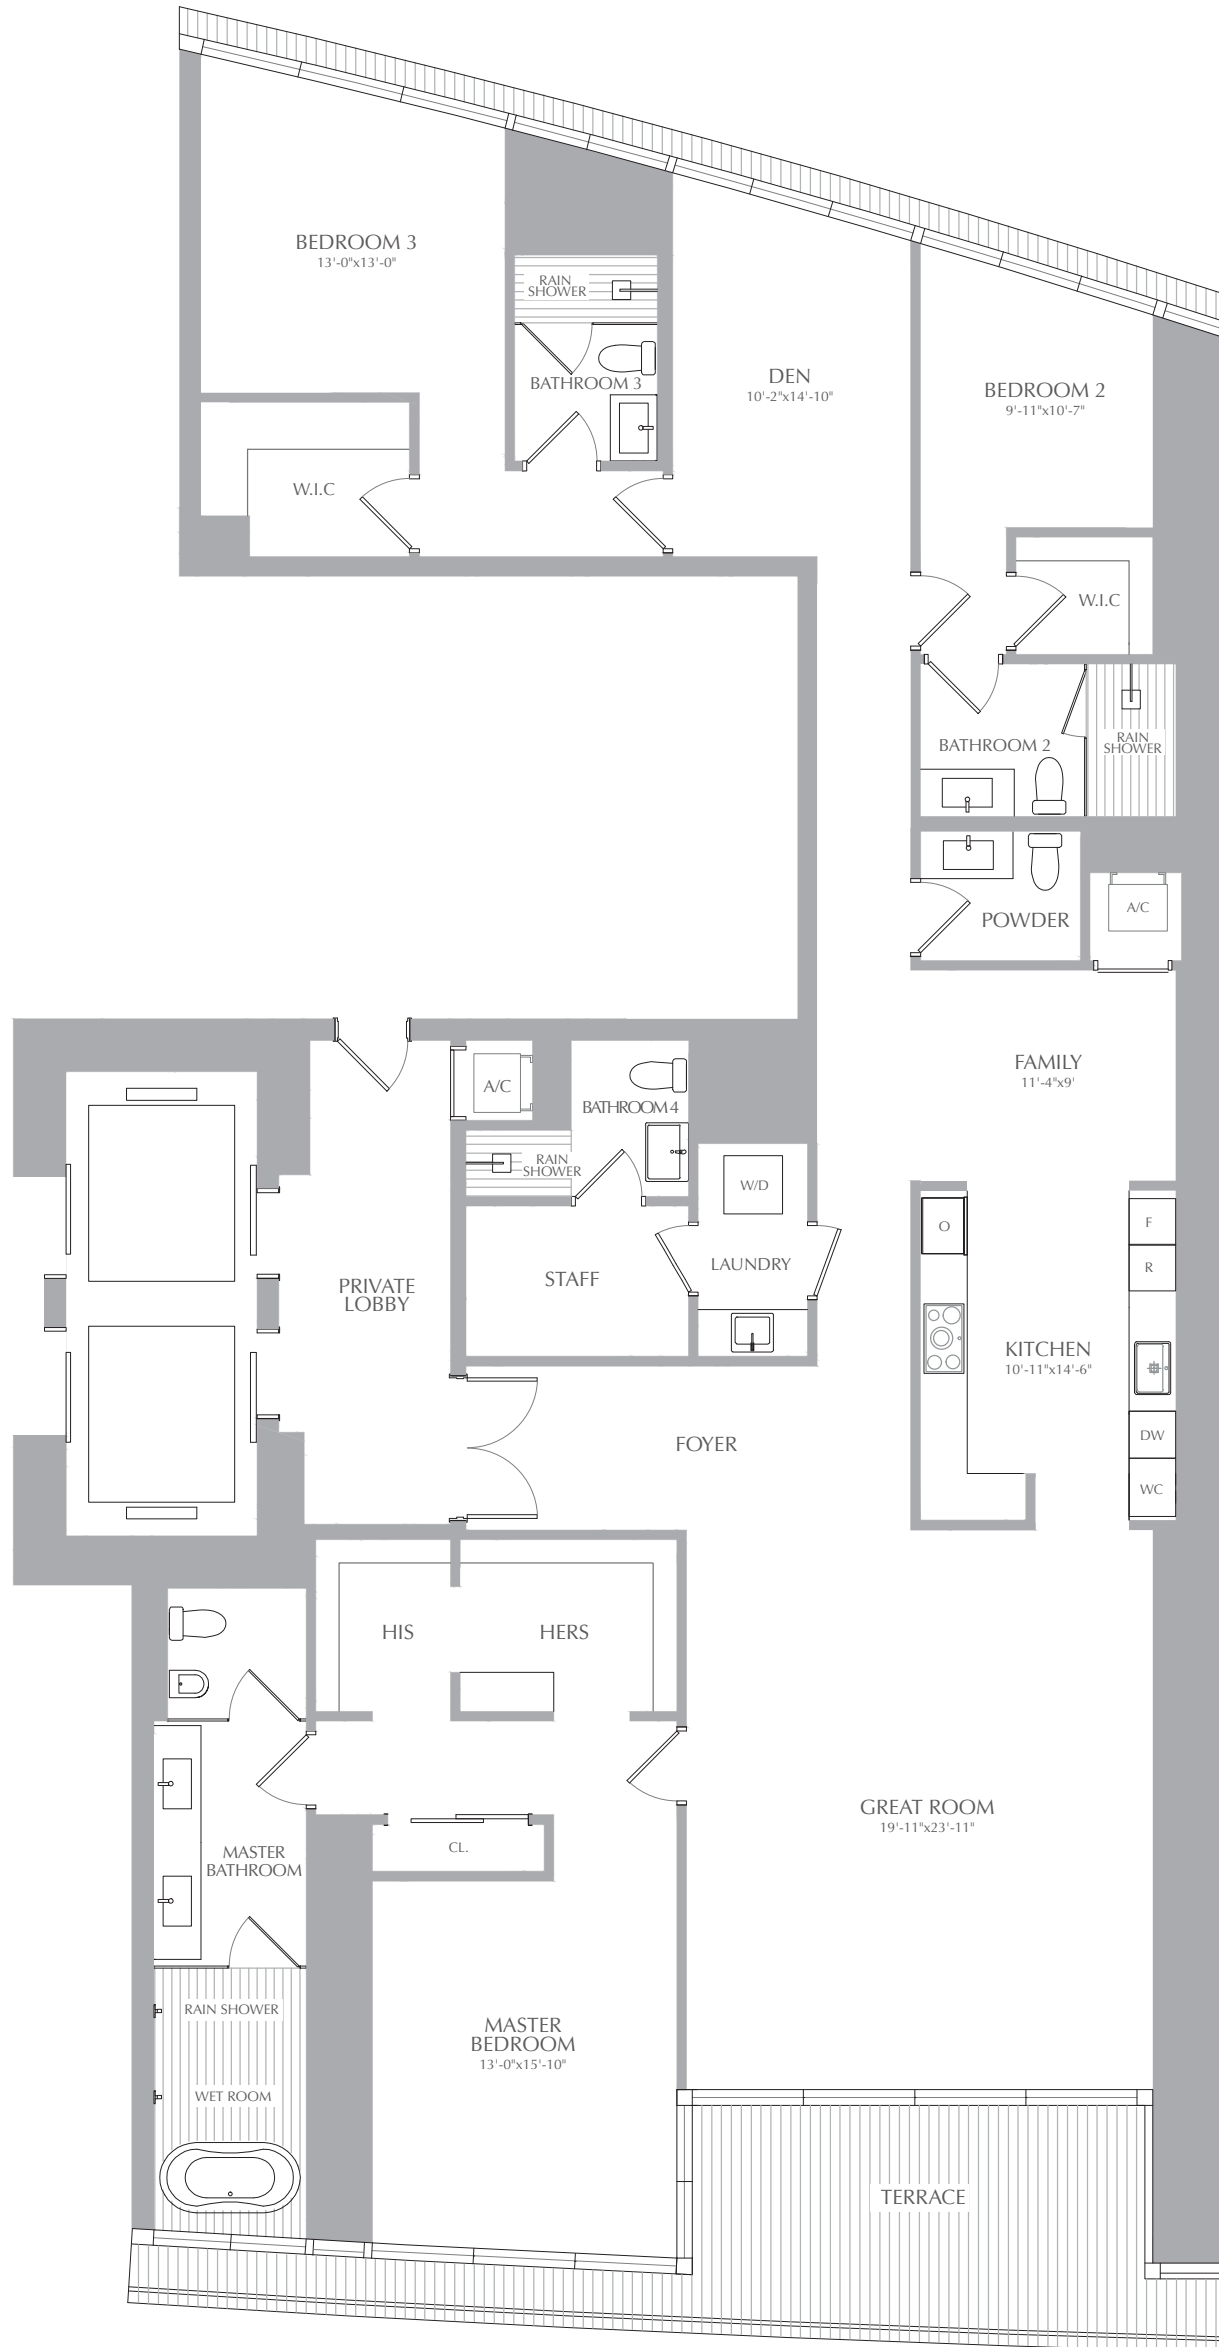 BEDROOM 3
13'-0"x13'-0"
RAIN
SHOWER
BATHROOM 3
DEN
10'-2"x14'-10"
BEDROOM 2
9'-11"x10'-7"
W.I.C
W.I.C
BATHROOM 2
RAIN
SHOWER
POWDER
A/C
FAMILY
11'-4"x9'
A/C
BATHROOM 4
RAIN
SHOWER
W/D
LAUNDRY
STAFF
PRIVATE
LOBBY
O
F
R
KITCHEN
10'-11"x14'-6"
DW
WC
FOYER
HIS
HERS
GREAT ROOM
19'-11"x23'-11"
CL.
MASTER
BATHROOM
RAIN SHOWER
MASTER
BEDROOM
13'-0"x15'-10"
WET ROOM
TERRACE